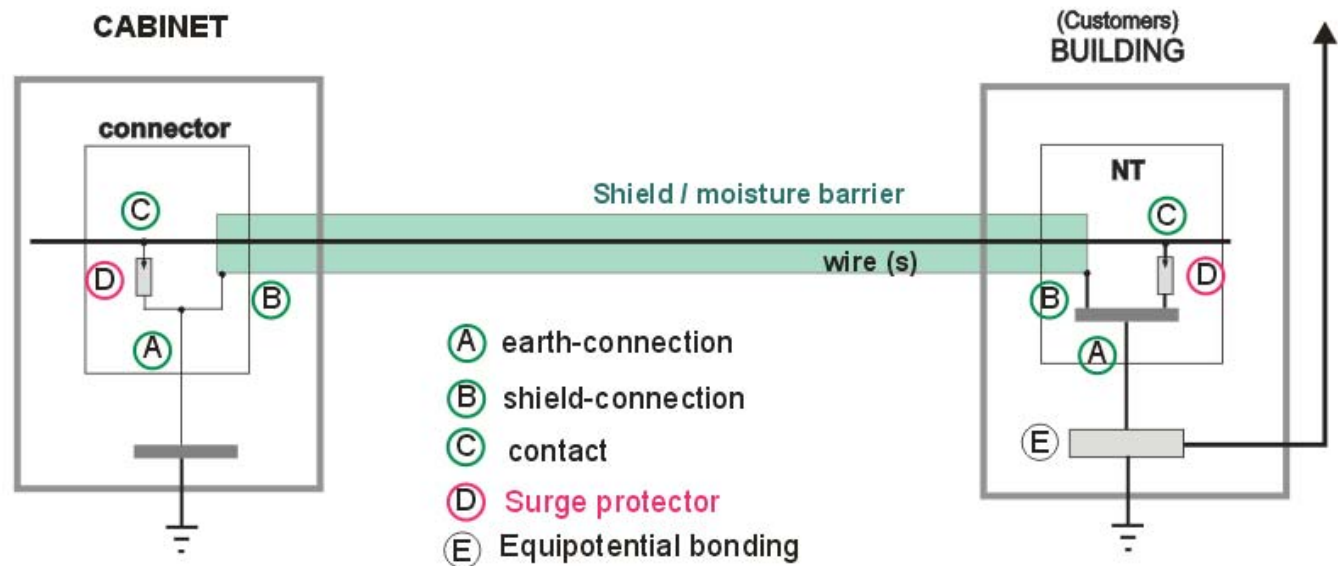 CABINET
(Customers)
BUILDING
connector
NT
C
C
Shield / moisture barrier
D
wire (s)
D
B
B
A
A
A earth-connection
B shield-connection
E
C contact
D Surge protector
E Equipotential bonding